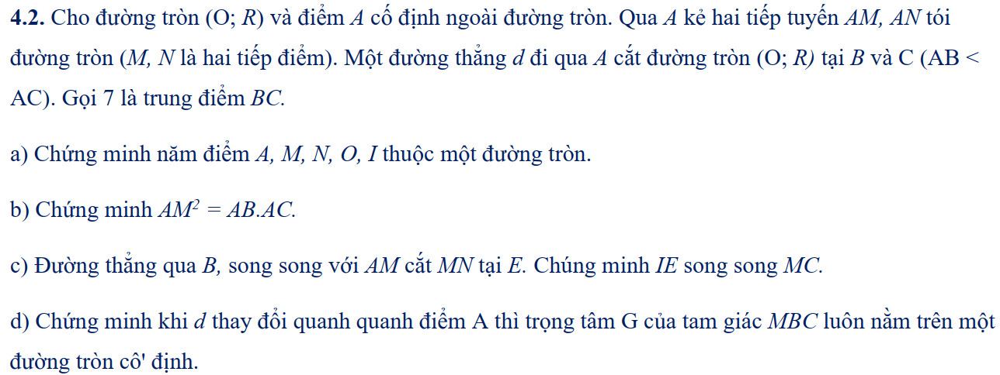 4.2. Cho đường tròn (O; R) và điểm A cố định ngoài đường tròn. Qua A kẻ hai tiếp tuyến AM, AN tói
đường tròn (M, N là hai tiếp điểm). Một đường thẳng d đi qua A cắt đường tròn (O; R) tại B và C (AB <
AC). Gọi 7 là trung điểm BC.
a) Chứng minh năm điểm A, M, N, O, I thuộc một đường tròn.
b) Chứng minh AM² = AB.AC.
c) Đường thẳng qua B, song song với AM cắt MN tại E. Chúng minh IE song song MC.
d) Chứng minh khi d thay đổi quanh quanh điểm A thì trọng tâm G của tam giác MBC luôn nằm trên một
đường tròn cô' định.